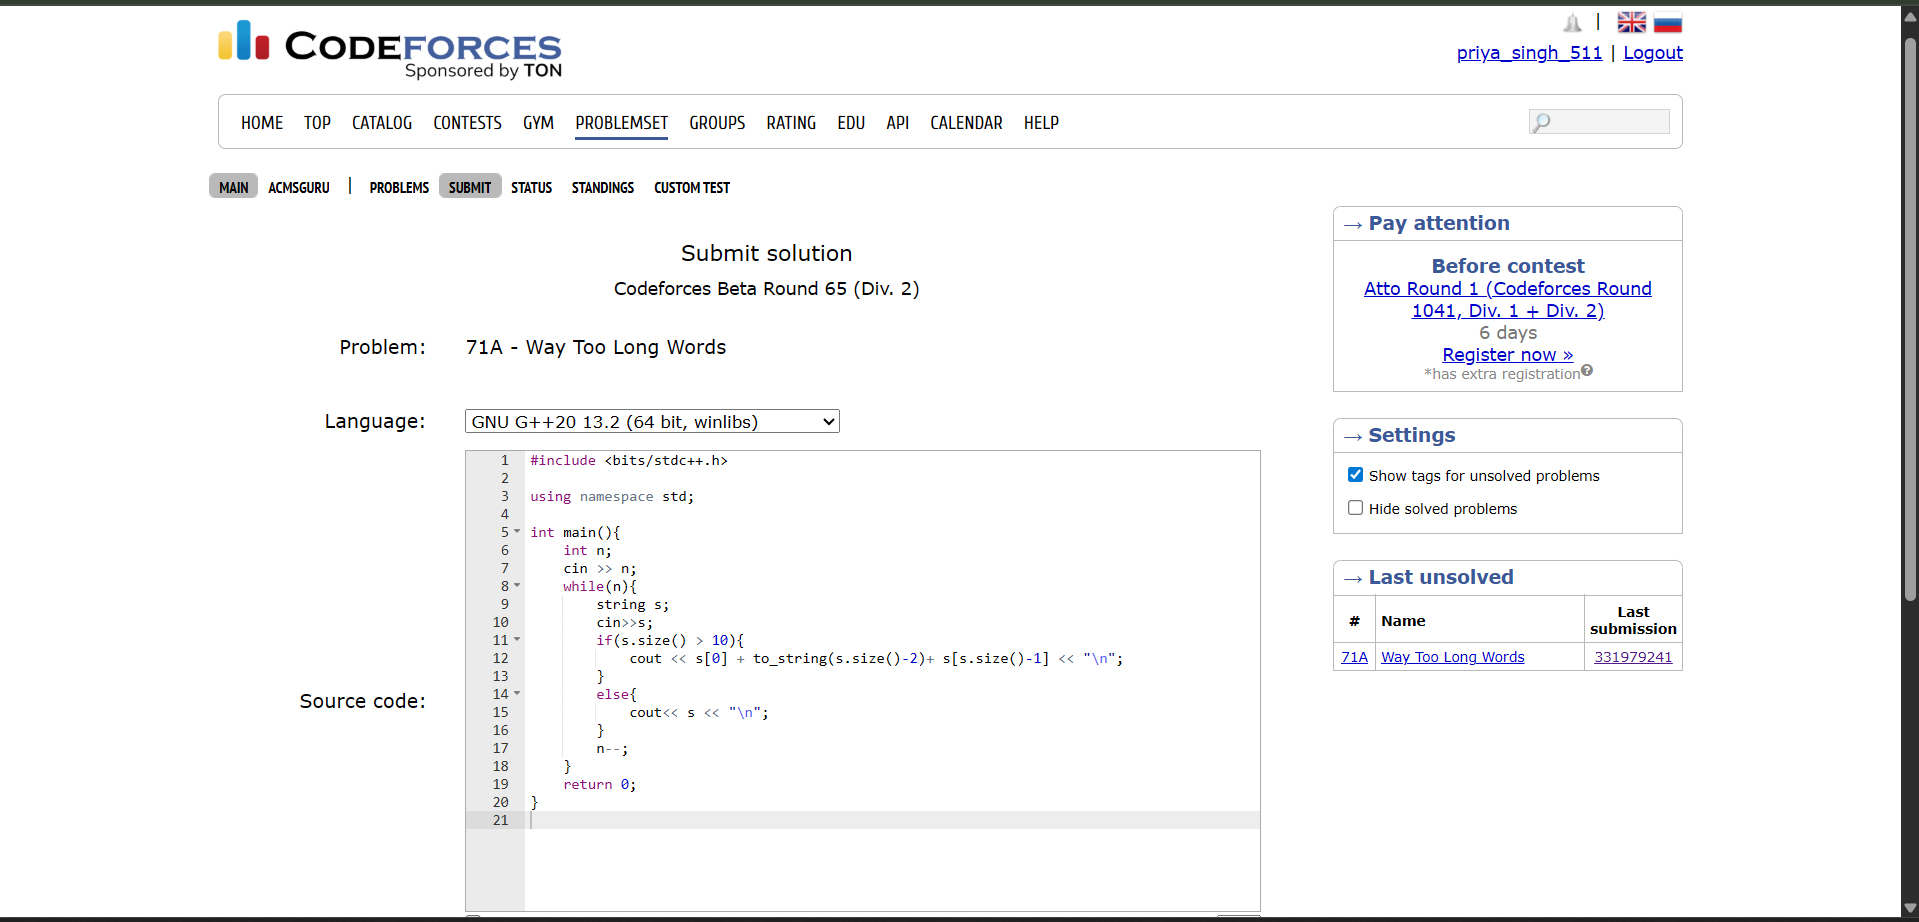 CODEFORCES
Sponsored by TON
|
priya_singh_511 | Logout
HOME TOP CATALOG CONTESTS GYM PROBLEMSET GROUPS RATING EDU API CALENDAR HELP
MAIN ACMSGURU | PROBLEMS SUBMIT STATUS STANDINGS CUSTOM TEST
Submit solution
Codeforces Beta Round 65 (Div. 2)
Problem: 71A - Way Too Long Words
Language: GNU G++20 13.2 (64 bit, winlibs)
Source code:
1 #include <bits/stdc++.h>
2
3 using namespace std;
4
5 int main(){
6     int n;
7     cin >> n;
8     while(n){
9         string s;
10         cin>>s;
11         if(s.size() > 10){
12             cout << s[0] + to_string(s.size()-2)+ s[s.size()-1] << "\n";
13         }
14         else{
15             cout<< s << "\n";
16         }
17         n--;
18     }
19     return 0;
20 }
21
→ Pay attention
Before contest
Atto Round 1 (Codeforces Round
1041, Div. 1 + Div. 2)
6 days
Register now »
*has extra registration?
→ Settings
Show tags for unsolved problems
Hide solved problems
→ Last unsolved
# Name Last
submission
71A Way Too Long Words 331979241